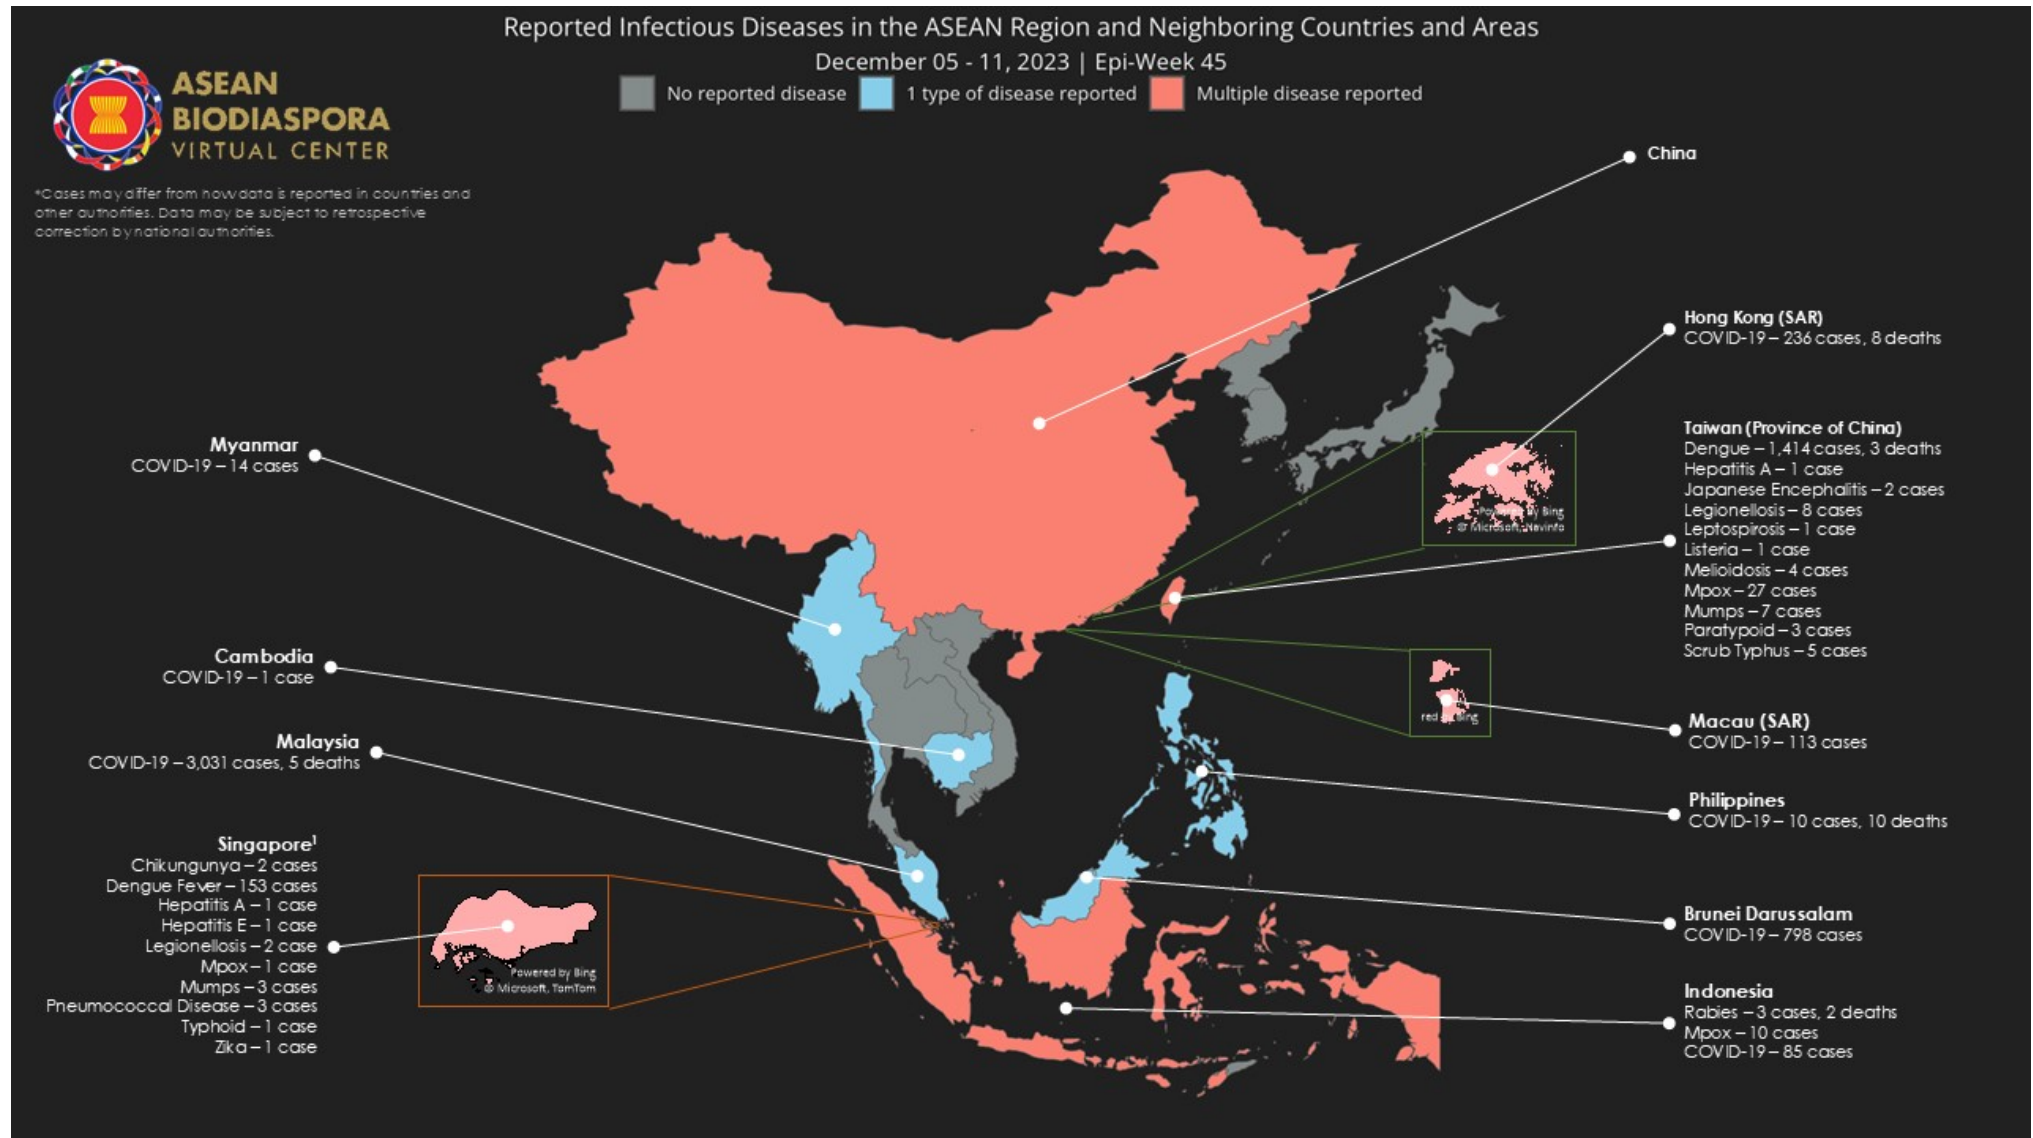 Reported Infectious Diseases in the ASEAN Region and Neighboring Countries and Areas
December 05 - 11, 2023 | Epi-Week 45
No reported disease
1 type of disease reported
Multiple disease reported
ASEAN
BIODIASPORA
VIRTUAL CENTER
*Cases may differ from how data is reported in countries and
other authorities. Data may be subject to retrospective
correction by national authorities.
China
Hong Kong (SAR)
COVID-19 – 236 cases, 8 deaths
Taiwan (Province of China)
Dengue – 1,414 cases, 3 deaths
Hepatitis A – 1 case
Japanese Encephalitis – 2 cases
Legionellosis – 8 cases
Leptospirosis – 1 case
Listeria – 1 case
Melioidosis – 4 cases
Mpox – 27 cases
Mumps – 7 cases
Paratypoid – 3 cases
Scrub Typhus – 5 cases
Powered by Bing
© Microsoft, Navinfo
Macau (SAR)
COVID-19 – 113 cases
red by Bing
Philippines
COVID-19 – 10 cases, 10 deaths
Brunei Darussalam
COVID-19 – 798 cases
Indonesia
Rabies – 3 cases, 2 deaths
Mpox – 10 cases
COVID-19 – 85 cases
Myanmar
COVID-19 – 14 cases
Cambodia
COVID-19 – 1 case
Malaysia
COVID-19 – 3,031 cases, 5 deaths
Singapore¹
Chikungunya – 2 cases
Dengue Fever – 153 cases
Hepatitis A – 1 case
Hepatitis E – 1 case
Legionellosis – 2 case
Mpox – 1 case
Mumps – 3 cases
Pneumococcal Disease – 3 cases
Typhoid – 1 case
Zika – 1 case
Powered by Bing
© Microsoft, TomTom